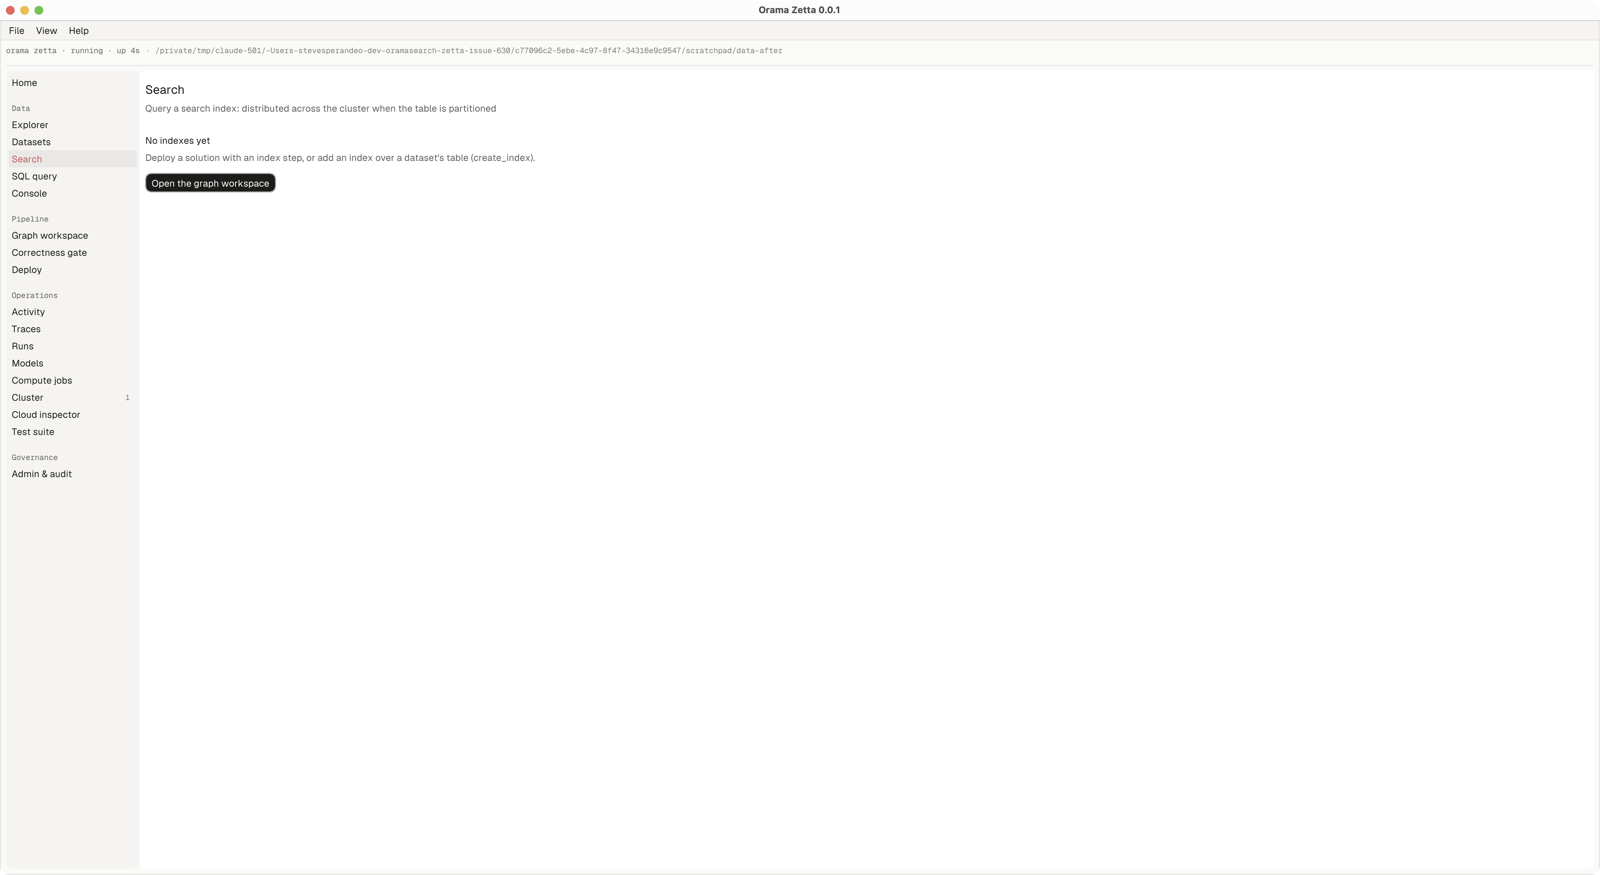 Orama Zetta 0.0.1
File View Help
orama zetta · running · up 4s · /private/tmp/claude-501/-Users-stevesperandeo-dev-oramasearch-zetta-issue-630/c77096c2-5ebe-4c97-8f47-34316e9c9547/scratchpad/data-after
Home
Data
Explorer
Datasets
Search
SQL query
Console
Pipeline
Graph workspace
Correctness gate
Deploy
Operations
Activity
Traces
Runs
Models
Compute jobs
Cluster 1
Cloud inspector
Test suite
Governance
Admin & audit
Search
Query a search index: distributed across the cluster when the table is partitioned
No indexes yet
Deploy a solution with an index step, or add an index over a dataset's table (create_index).
Open the graph workspace